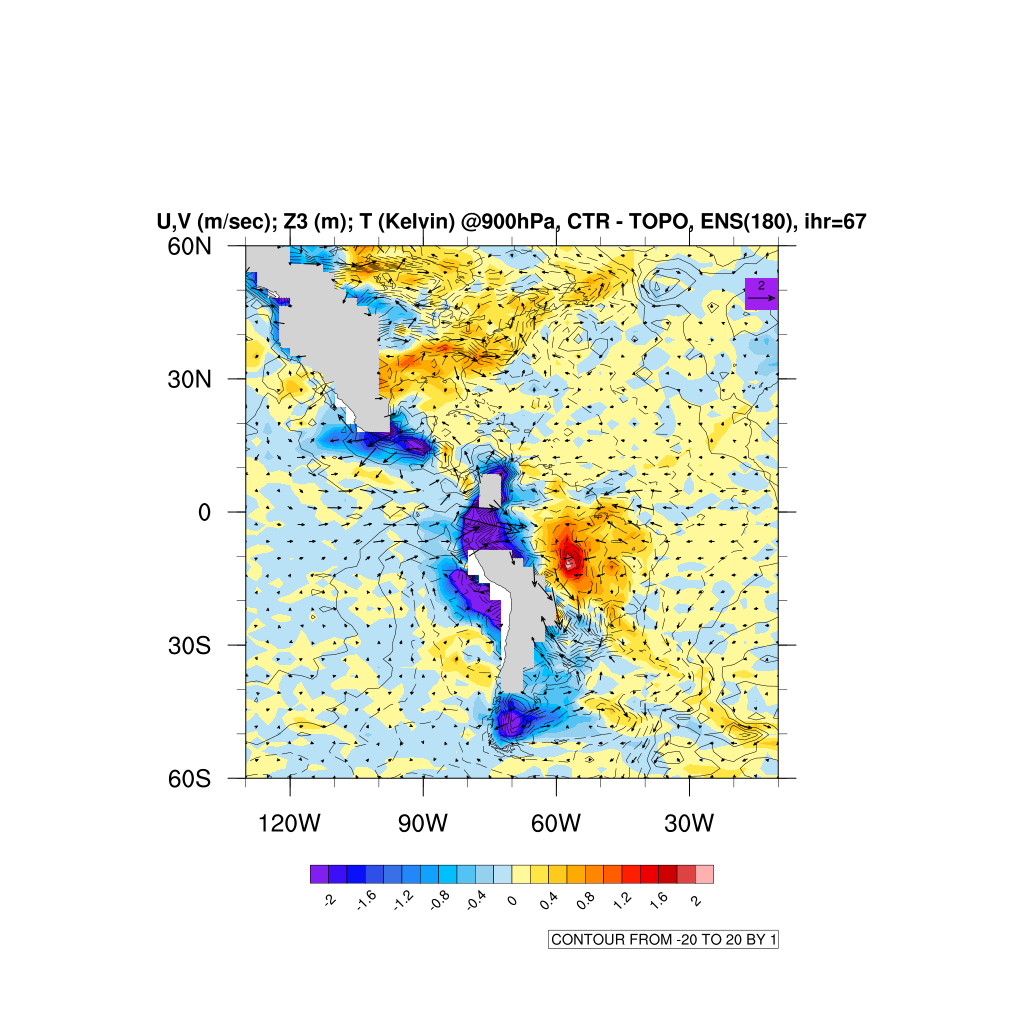 U,V (m/sec); Z3 (m); T (Kelvin) @900hPa, CTR - TOPO, ENS(180), ihr=67
60N
2
30N
0
30S
60S
120W 90W 60W 30W
-2 -1.6 -1.2 -0.8 -0.4 0 0.4 0.8 1.2 1.6 2
CONTOUR FROM -20 TO 20 BY 1